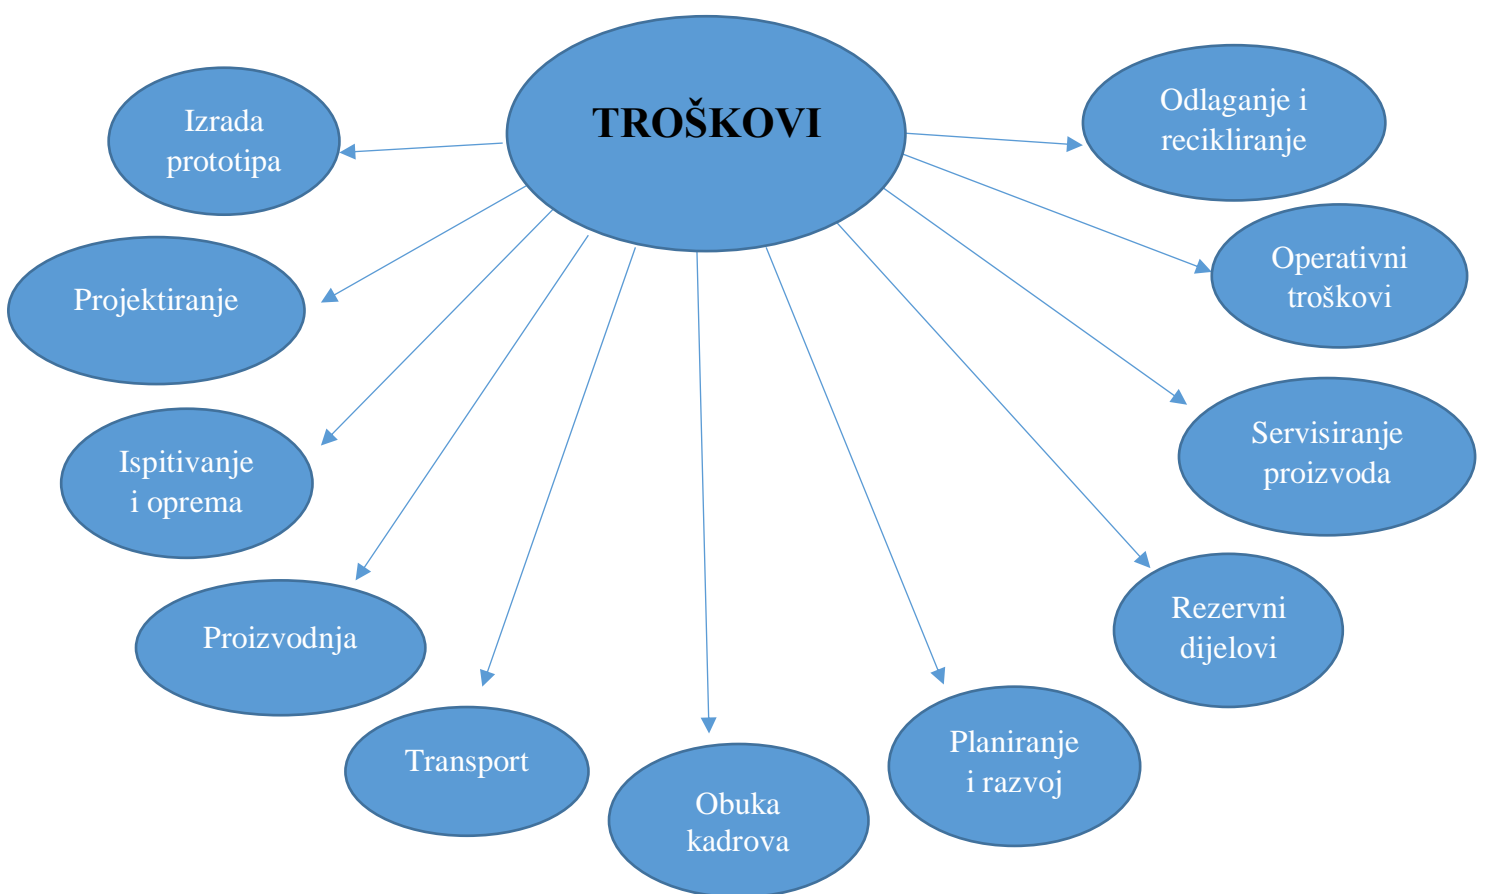 TROŠKOVI
Izrada
prototipa
Projektiranje
Ispitivanje
i oprema
Proizvodnja
Transport
Obuka
kadrova
Planiranje
i razvoj
Rezervni
dijelovi
Servisiranje
proizvoda
Operativni
troškovi
Odlaganje i
recikliranje